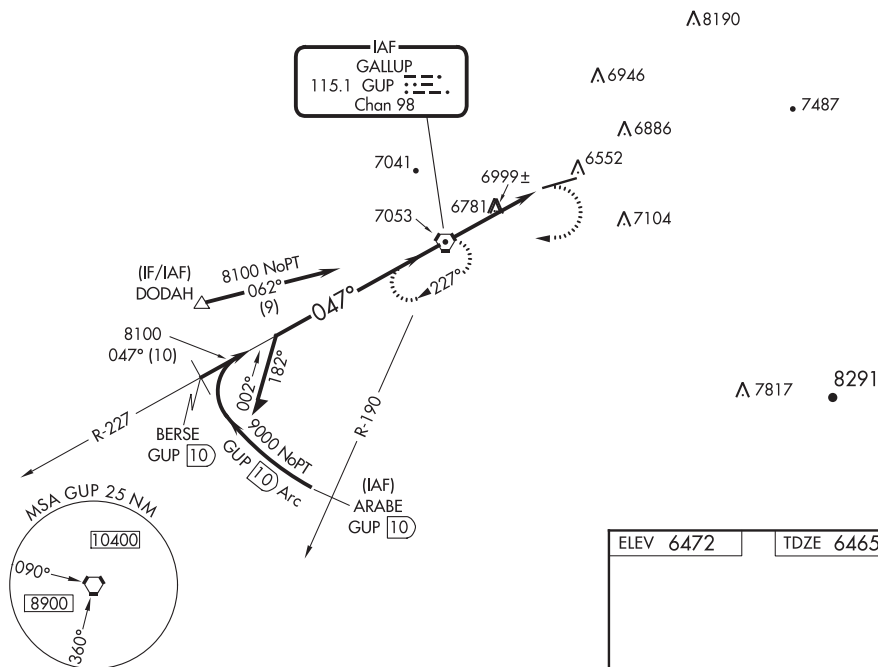 8190
IAF
GALLUP
115.1 GUP
Chan 98
6946
7487
6886
7041
6552
6999±
6781
7053
7104
(IF/IAF)
DODAH
8100 NoPT
062°
(9)
227°
047°
8100
047° (10)
002°
182°
R-190
7817
8291
R-227
BERSE
GUP 10
9000 NoPT
GUP 10 Arc
(IAF)
ARABE
GUP 10
MSA GUP 25 NM
10400
090°
8900
360°
ELEV 6472
TDZE 6465